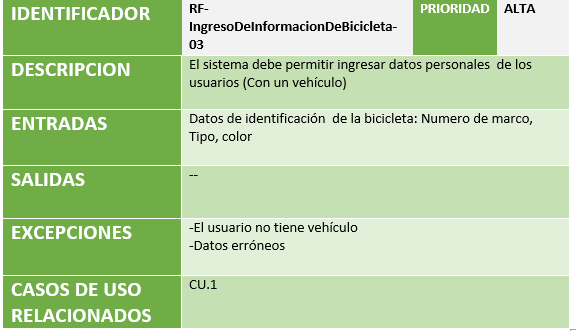 IDENTIFICADOR
RF-
IngresoDeInformacionDeBicicleta-
03
PRIORIDAD
ALTA
DESCRIPCION
El sistema debe permitir ingresar datos personales de los
usuarios (Con un vehículo)
ENTRADAS
Datos de identificación de la bicicleta: Numero de marco,
Tipo, color
SALIDAS
--
EXCEPCIONES
-El usuario no tiene vehículo
-Datos erróneos
CASOS DE USO
RELACIONADOS
CU.1